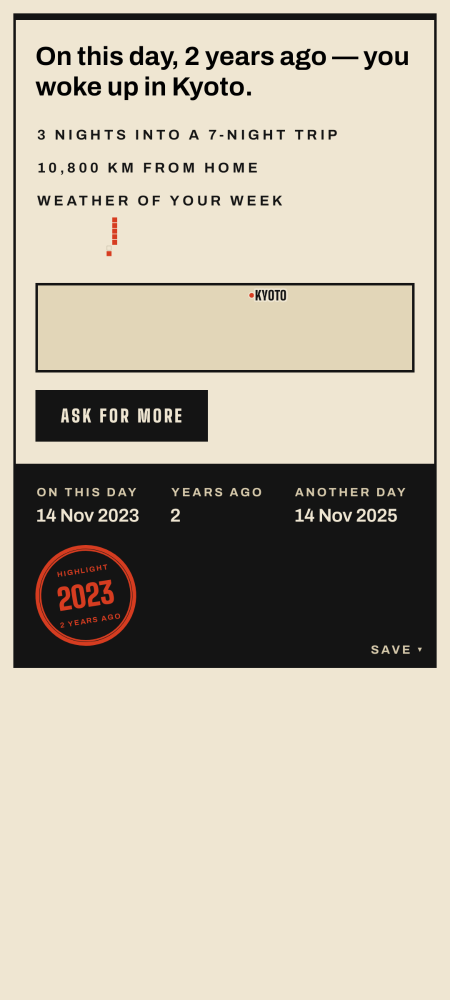 On this day, 2 years ago — you
woke up in Kyoto.
3 NIGHTS INTO A 7-NIGHT TRIP
10,800 KM FROM HOME
WEATHER OF YOUR WEEK
KYOTO
ASK FOR MORE
ON THIS DAY YEARS AGO ANOTHER DAY
14 Nov 2023 2 14 Nov 2025
HIGHLIGHT
2023
2 YEARS AGO
SAVE ▾